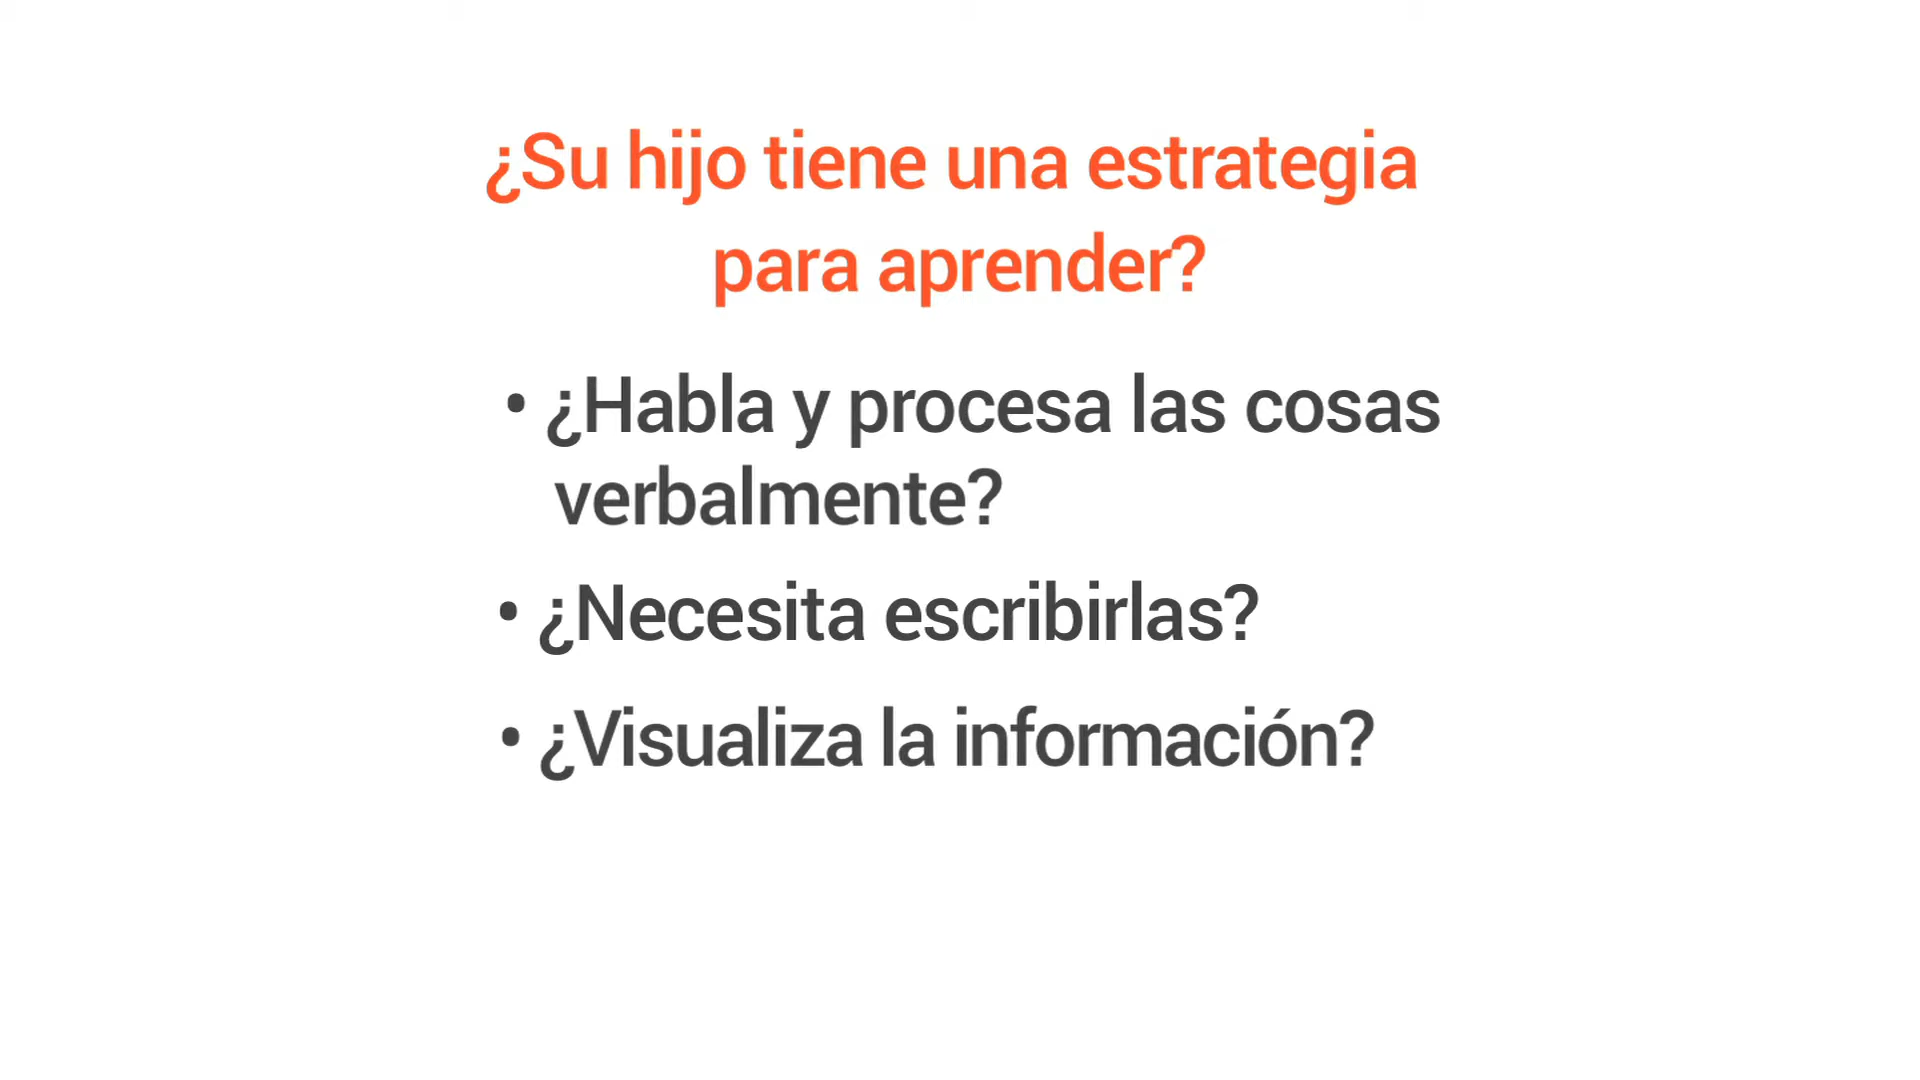 ¿Su hijo tiene una estrategia
para aprender?
• ¿Habla y procesa las cosas
verbalmente?
• ¿Necesita escribirlas?
• ¿Visualiza la información?